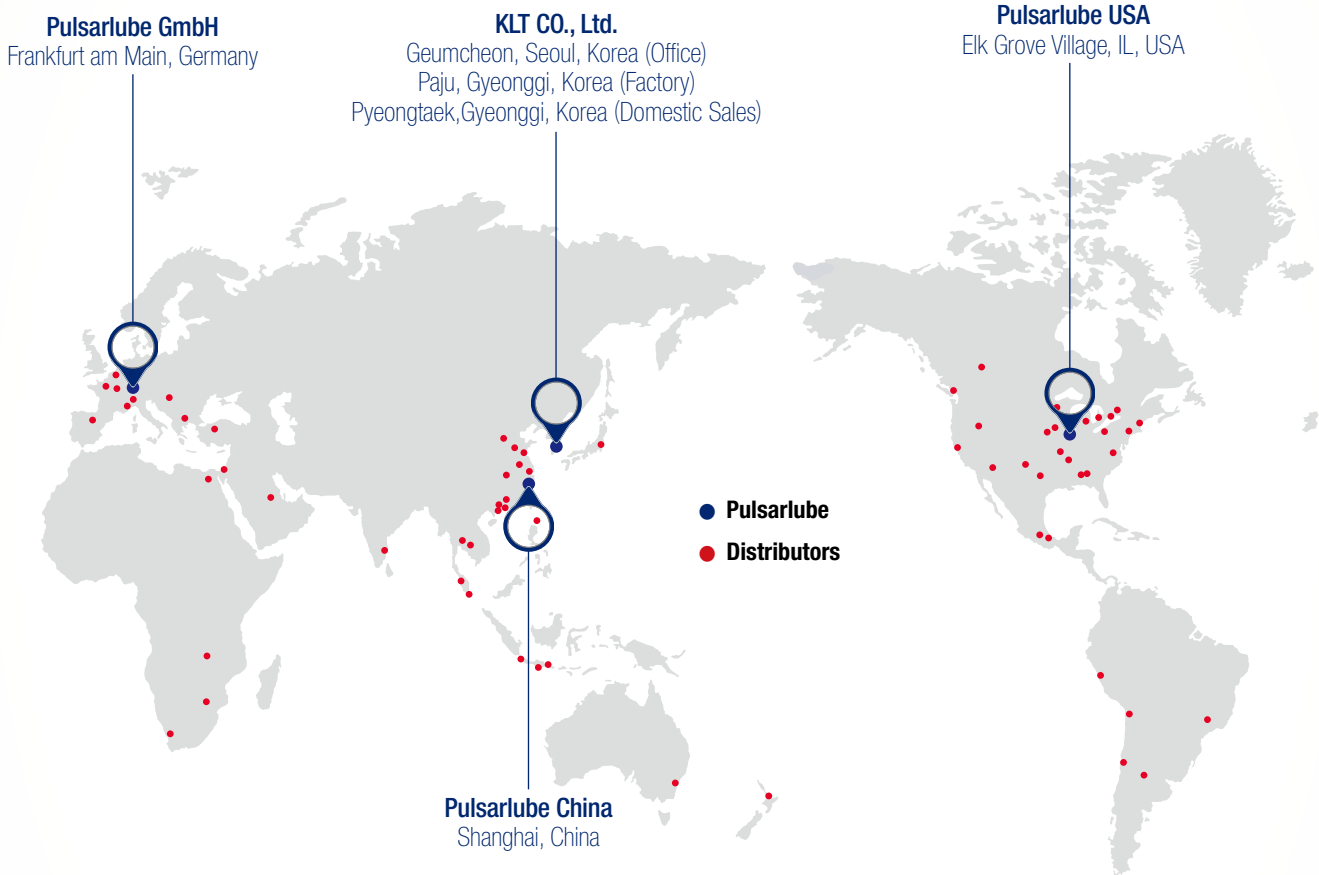 Pulsarlube GmbH
Frankfurt am Main, Germany
KLT CO., Ltd.
Geumcheon, Seoul, Korea (Office)
Paju, Gyeonggi, Korea (Factory)
Pyeongtaek,Gyeonggi, Korea (Domestic Sales)
Pulsarlube USA
Elk Grove Village, IL, USA
Pulsarlube
Distributors
Pulsarlube China
Shanghai, China